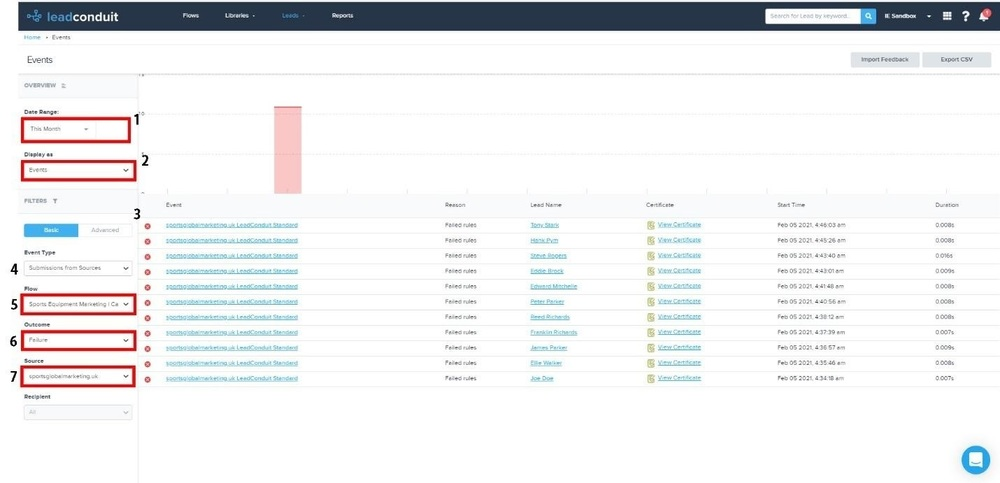 leadconduit
Flows
Libraries
Leads
Reports
Search for Lead by keyword...
IE Sandbox
?
Home • Events
Events
Import Feedback
Export CSV
OVERVIEW
Date Range:
1
This Month
Display as
2
Events
FILTERS
3
Basic
Advanced
Event Type
4
Submissions from Sources
Flow
5
Sports Equipment Marketing | Ca
Outcome
6
Failure
Source
7
sportsglobalmarketing.uk
Recipient
All
Event Reason Lead Name Certificate Start Time Duration
sportsglobalmarketing.uk LeadConduit Standard Failed rules Tony Stark View Certificate Feb 05 2021, 4:46:03 am 0.008s
sportsglobalmarketing.uk LeadConduit Standard Failed rules Hank Pym View Certificate Feb 05 2021, 4:45:26 am 0.008s
sportsglobalmarketing.uk LeadConduit Standard Failed rules Steve Rogers View Certificate Feb 05 2021, 4:43:40 am 0.016s
sportsglobalmarketing.uk LeadConduit Standard Failed rules Eddie Brock View Certificate Feb 05 2021, 4:43:01 am 0.009s
sportsglobalmarketing.uk LeadConduit Standard Failed rules Edward Mitchelle View Certificate Feb 05 2021, 4:41:48 am 0.008s
sportsglobalmarketing.uk LeadConduit Standard Failed rules Peter Parker View Certificate Feb 05 2021, 4:40:56 am 0.008s
sportsglobalmarketing.uk LeadConduit Standard Failed rules Reed Richards View Certificate Feb 05 2021, 4:38:12 am 0.008s
sportsglobalmarketing.uk LeadConduit Standard Failed rules Franklin Richards View Certificate Feb 05 2021, 4:37:39 am 0.007s
sportsglobalmarketing.uk LeadConduit Standard Failed rules James Parker View Certificate Feb 05 2021, 4:36:57 am 0.009s
sportsglobalmarketing.uk LeadConduit Standard Failed rules Ellie Walker View Certificate Feb 05 2021, 4:35:46 am 0.008s
sportsglobalmarketing.uk LeadConduit Standard Failed rules Joe Doe View Certificate Feb 05 2021, 4:34:18 am 0.007s